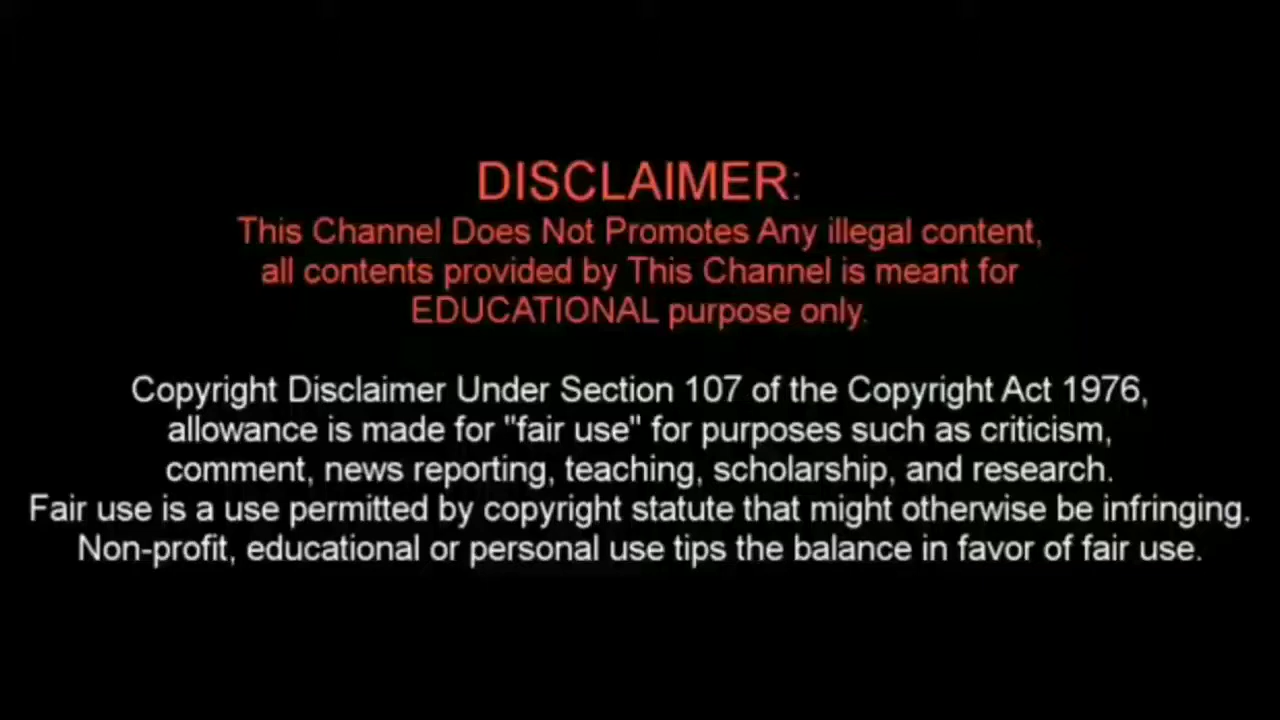 DISCLAIMER:
This Channel Does Not Promotes Any illegal content,
all contents provided by This Channel is meant for
EDUCATIONAL purpose only.
Copyright Disclaimer Under Section 107 of the Copyright Act 1976,
allowance is made for "fair use" for purposes such as criticism,
comment, news reporting, teaching, scholarship, and research.
Fair use is a use permitted by copyright statute that might otherwise be infringing.
Non-profit, educational or personal use tips the balance in favor of fair use.